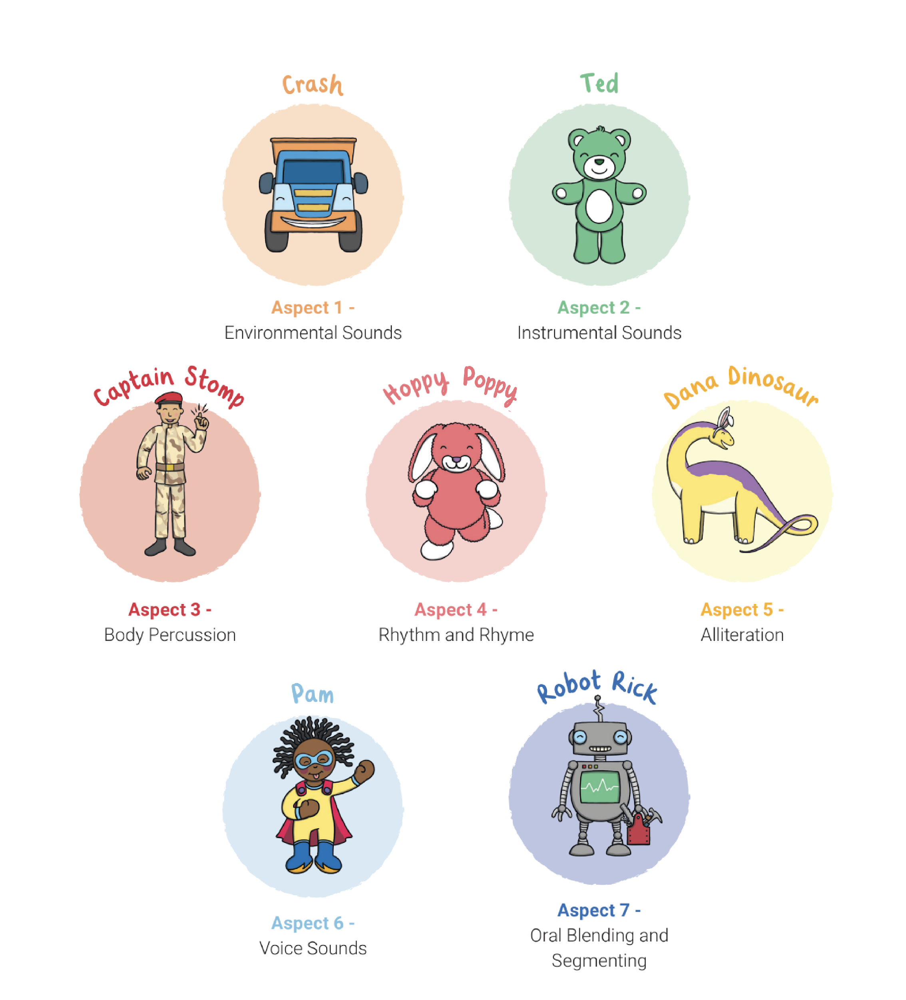 Crash
Ted
Aspect 1 -
Environmental Sounds
Aspect 2 -
Instrumental Sounds
Captain Stomp
Hoppy Poppy
Dana Dinosaur
Aspect 3 -
Body Percussion
Aspect 4 -
Rhythm and Rhyme
Aspect 5 -
Alliteration
Pam
Robot Rick
Aspect 6 -
Voice Sounds
Aspect 7 -
Oral Blending and
Segmenting